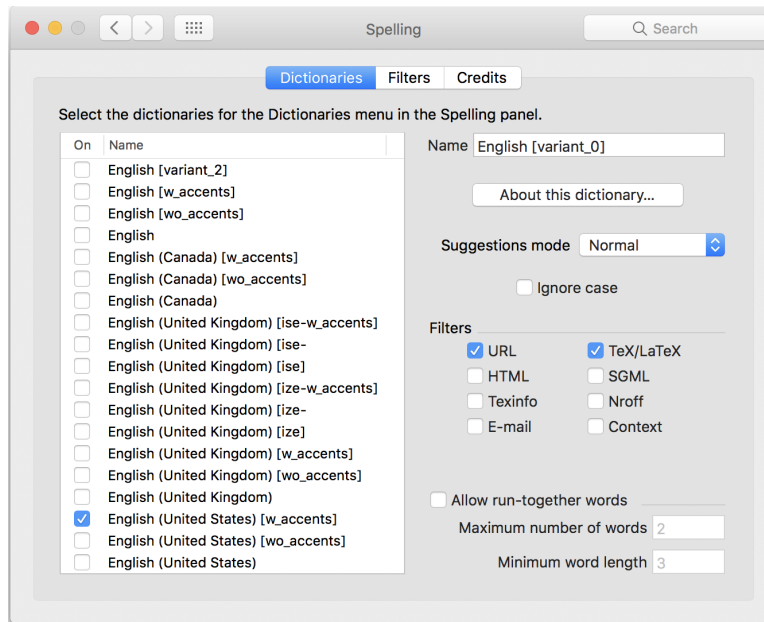 Spelling
Search
Dictionaries Filters Credits
Select the dictionaries for the Dictionaries menu in the Spelling panel.
On Name
English [variant_2]
English [w_accents]
English [wo_accents]
English
English (Canada) [w_accents]
English (Canada) [wo_accents]
English (Canada)
English (United Kingdom) [ise-w_accents]
English (United Kingdom) [ise-
English (United Kingdom) [ise]
English (United Kingdom) [ize-w_accents]
English (United Kingdom) [ize-
English (United Kingdom) [ize]
English (United Kingdom) [w_accents]
English (United Kingdom) [wo_accents]
English (United Kingdom)
English (United States) [w_accents]
English (United States) [wo_accents]
English (United States)
Name English [variant_0]
About this dictionary...
Suggestions mode Normal
Ignore case
Filters
URL TeX/LaTeX
HTML SGML
Texinfo Nroff
E-mail Context
Allow run-together words
Maximum number of words 2
Minimum word length 3